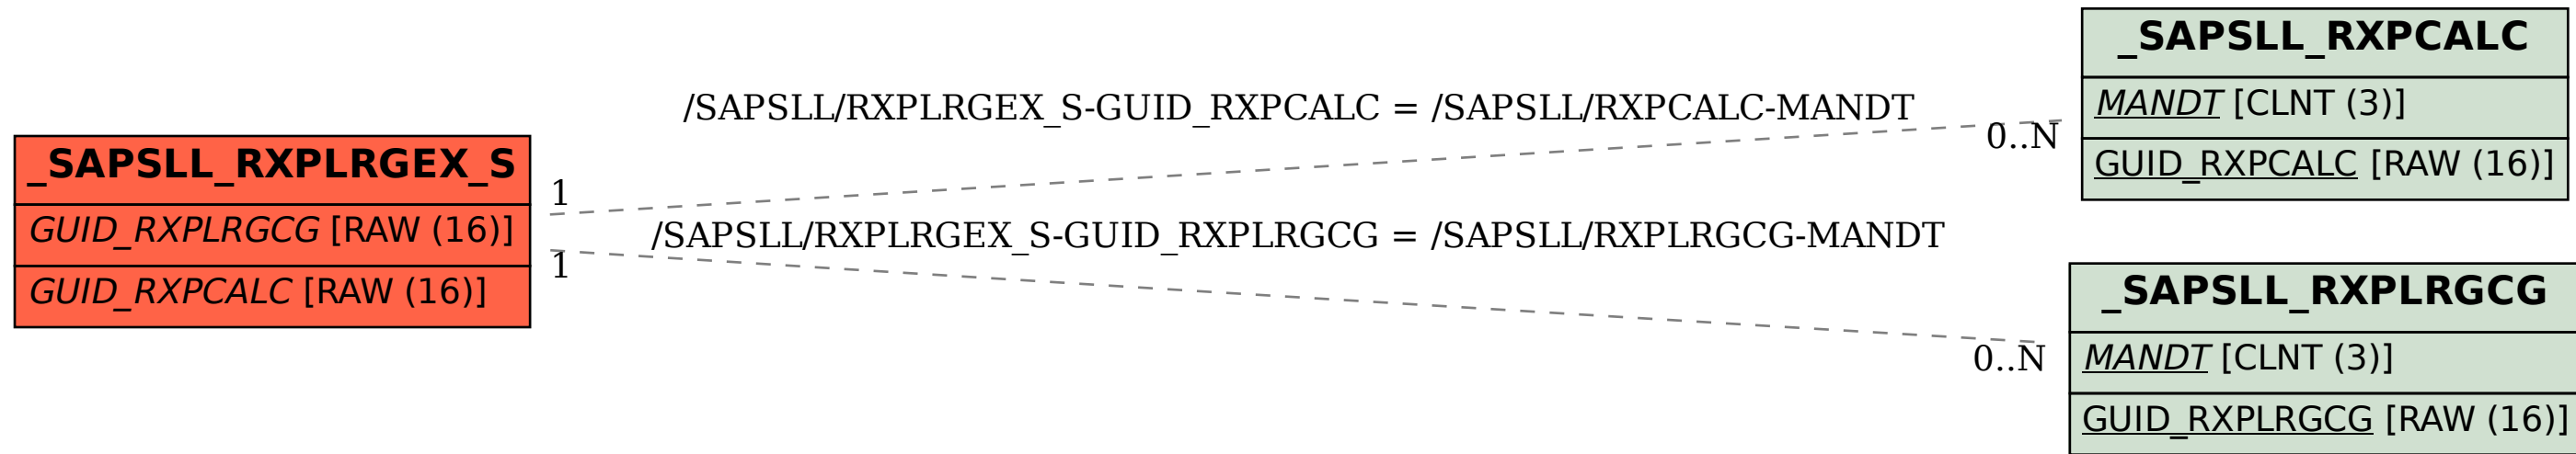 _SAPSLL_RXPLRGEX_S
GUID_RXPLRGCG [RAW (16)]
GUID_RXPCALC [RAW (16)]
/SAPSLL/RXPLRGEX_S-GUID_RXPCALC = /SAPSLL/RXPCALC-MANDT
1
0..N
/SAPSLL/RXPLRGEX_S-GUID_RXPLRGCG = /SAPSLL/RXPLRGCG-MANDT
1
0..N
_SAPSLL_RXPCALC
MANDT [CLNT (3)]
GUID_RXPCALC [RAW (16)]
_SAPSLL_RXPLRGCG
MANDT [CLNT (3)]
GUID_RXPLRGCG [RAW (16)]